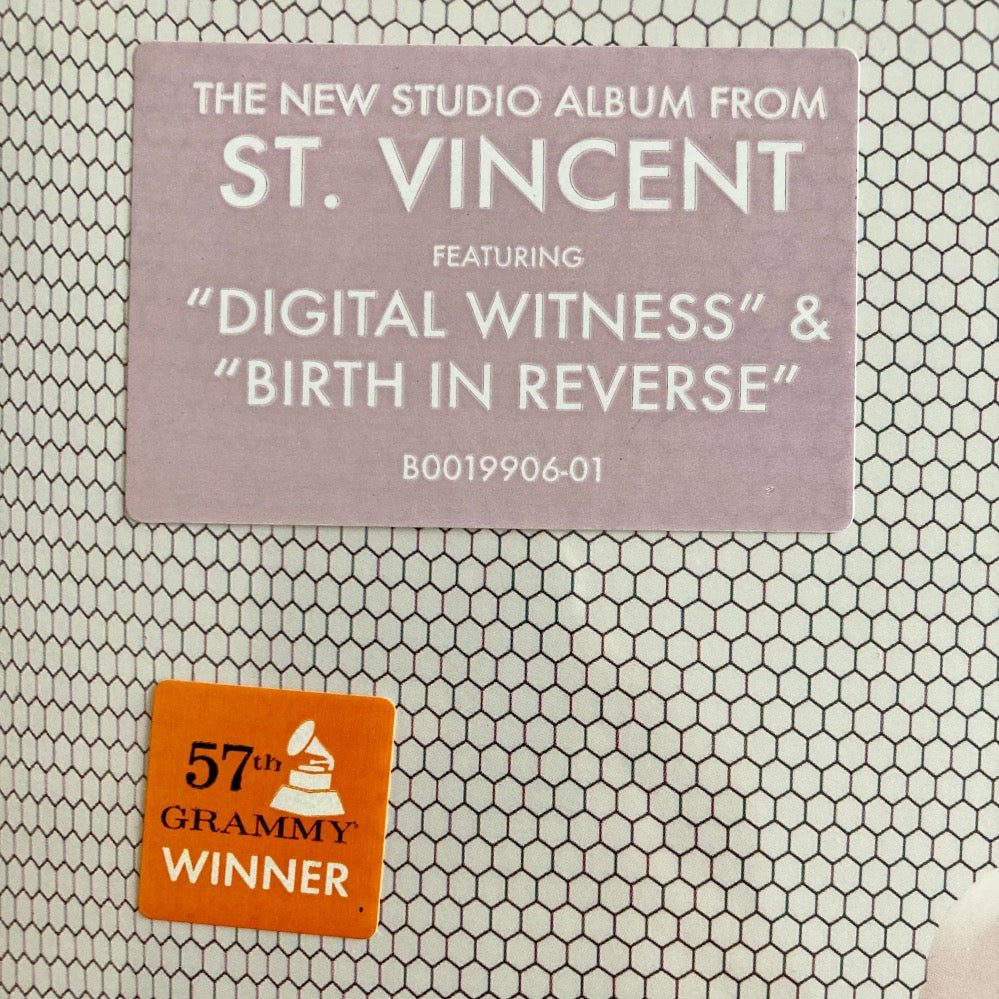 THE NEW STUDIO ALBUM FROM
ST. VINCENT
FEATURING
“DIGITAL WITNESS” &
“BIRTH IN REVERSE”
B0019906-01
57th
GRAMMY®
WINNER